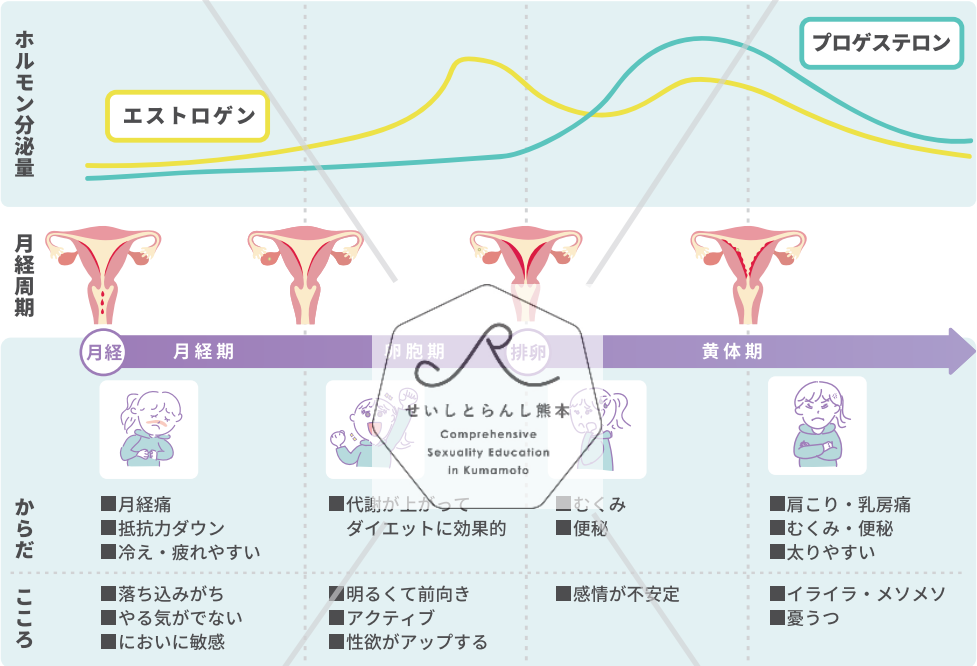 ホルモン分泌量
エストロゲン
プロゲステロン
月経周期
月経
月経期
卵胞期
排卵
黄体期
せいしとらんし熊本
Comprehensive
Sexuality Education
in Kumamoto
からだ
■月経痛
■抵抗力ダウン
■冷え・疲れやすい
■代謝が上がって
ダイエットに効果的
■むくみ
■便秘
■肩こり・乳房痛
■むくみ・便秘
■太りやすい
こころ
■落ち込みがち
■やる気がでない
■においに敏感
■明るくて前向き
■アクティブ
■性欲がアップする
■感情が不安定
■イライラ・メソメソ
■憂うつ